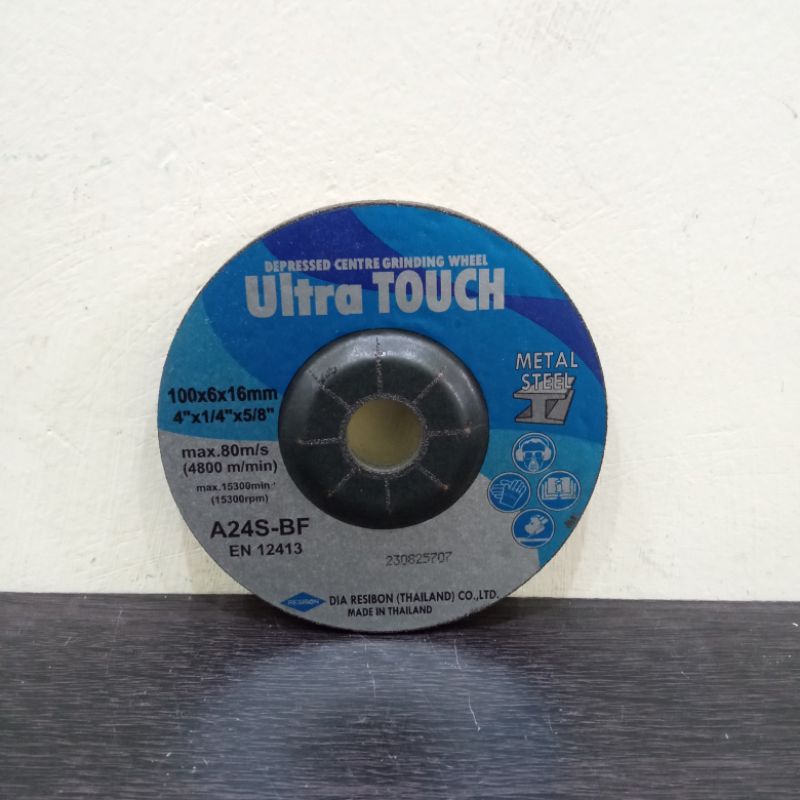 DEPRESSED CENTRE GRINDING WHEEL
Ultra TOUCH
METAL
STEEL
100x6x16mm
4"x1/4"x5/8"
max.80m/s
(4800 m/min)
max.15300min⁻¹
(15300rpm)
A24S-BF
EN 12413
230825707
RESIBON
DIA RESIBON (THAILAND) CO.,LTD.
MADE IN THAILAND